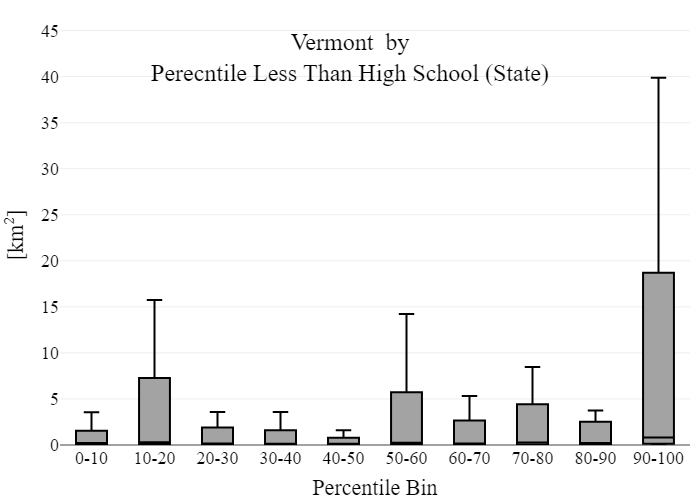 Vermont by
Perecntile Less Than High School (State)
45
40
35
30
25
20
15
10
5
0
[km²]
0-10 10-20 20-30 30-40 40-50 50-60 60-70 70-80 80-90 90-100
Percentile Bin